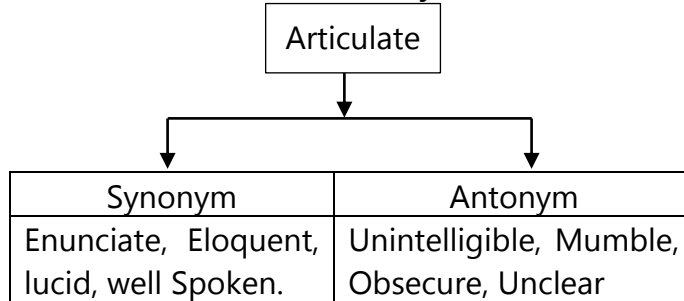 Articulate
Synonym
Antonym
Enunciate, Eloquent,
lucid, well Spoken.
Unintelligible, Mumble,
Obsecure, Unclear